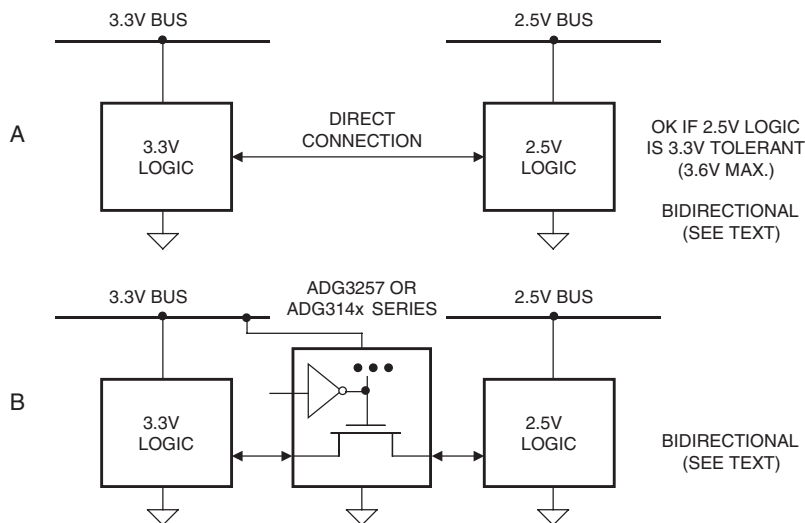 3.3V BUS
2.5V BUS
A
3.3V
LOGIC
DIRECT
CONNECTION
2.5V
LOGIC
OK IF 2.5V LOGIC
IS 3.3V TOLERANT
(3.6V MAX.)
BIDIRECTIONAL
(SEE TEXT)
3.3V BUS
ADG3257 OR
ADG314x SERIES
2.5V BUS
B
3.3V
LOGIC
2.5V
LOGIC
BIDIRECTIONAL
(SEE TEXT)